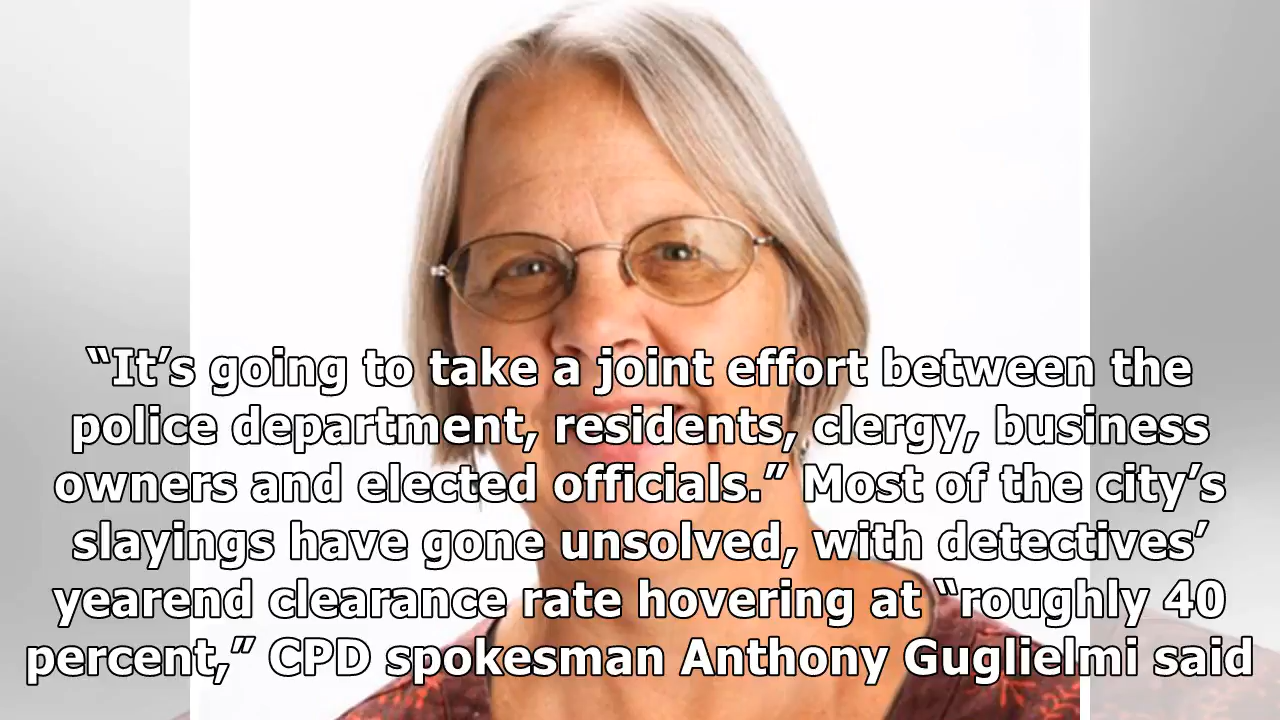 “It’s going to take a joint effort between the
police department, residents, clergy, business
owners and elected officials.” Most of the city’s
slayings have gone unsolved, with detectives’
yearend clearance rate hovering at “roughly 40
percent,” CPD spokesman Anthony Guglielmi said